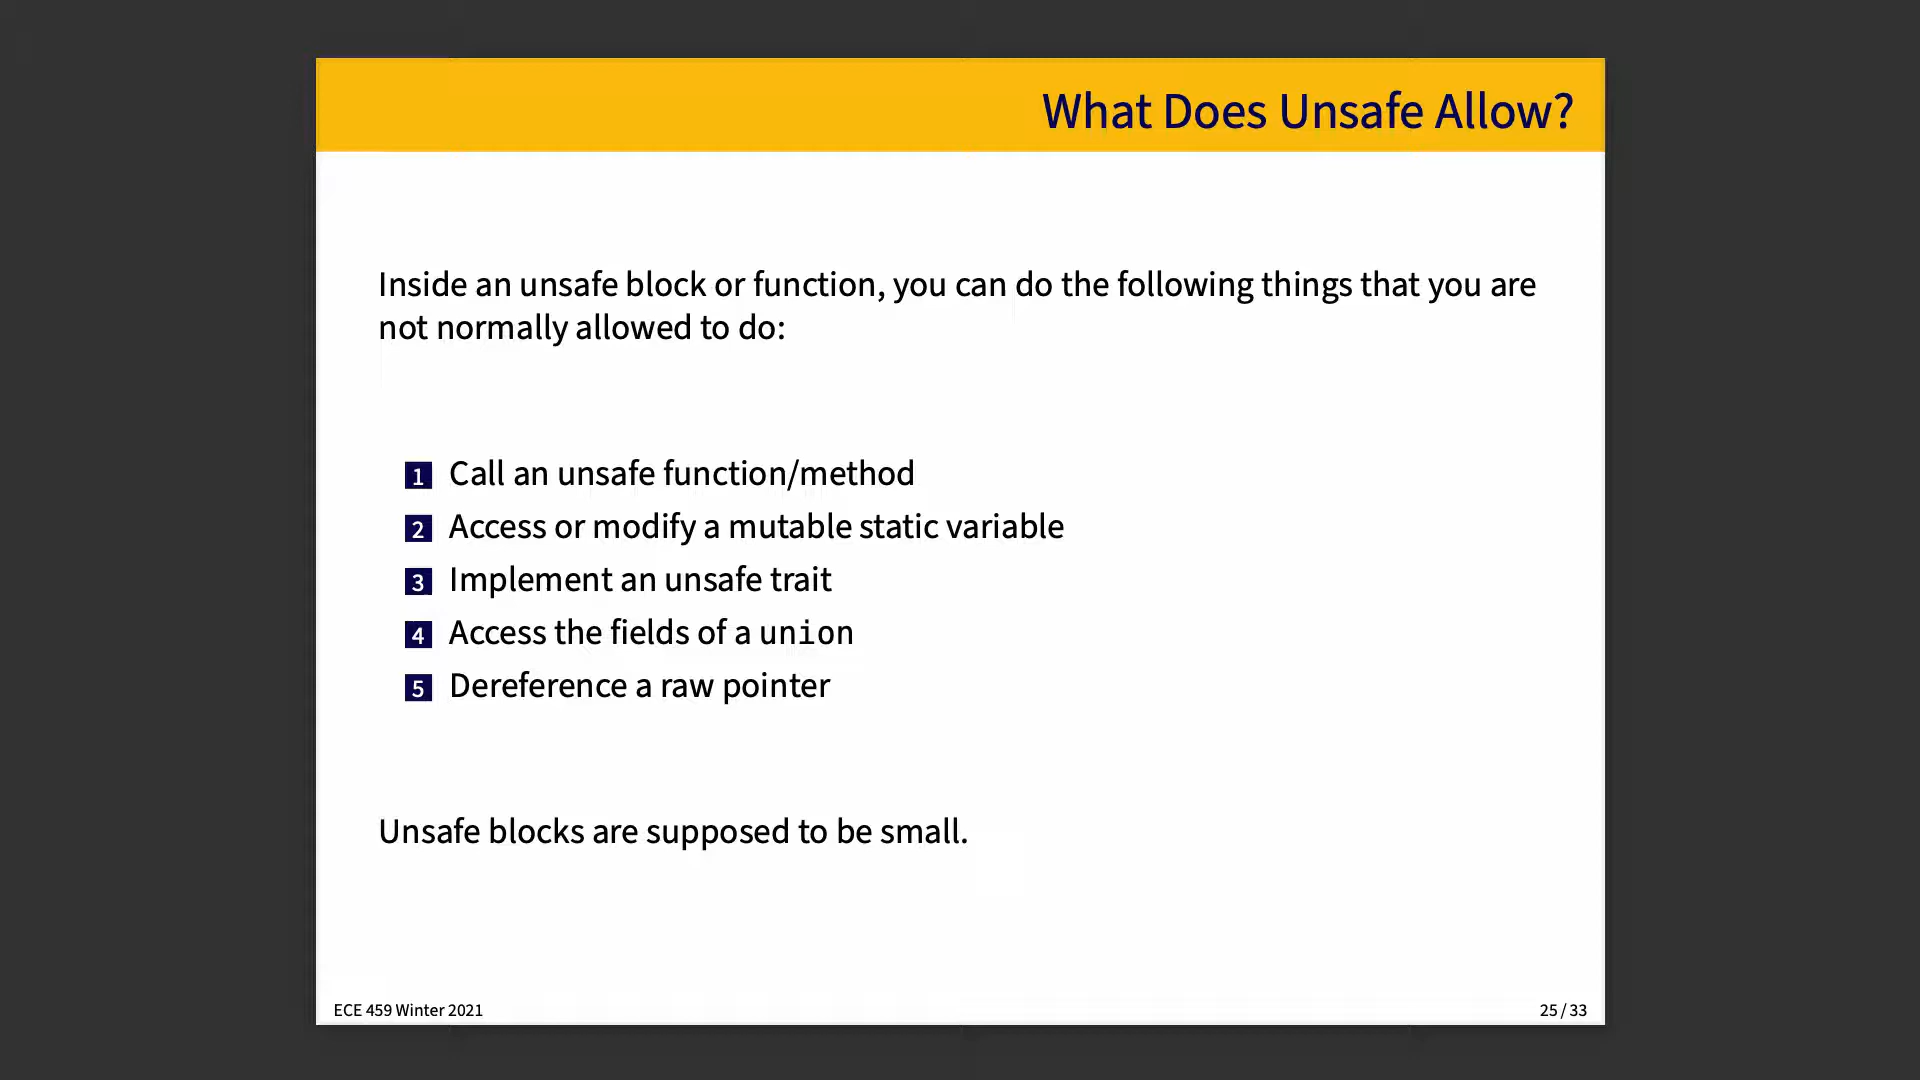 What Does Unsafe Allow?
Inside an unsafe block or function, you can do the following things that you are
not normally allowed to do:
1 Call an unsafe function/method
2 Access or modify a mutable static variable
3 Implement an unsafe trait
4 Access the fields of a union
5 Dereference a raw pointer
Unsafe blocks are supposed to be small.
ECE 459 Winter 2021
25 / 33